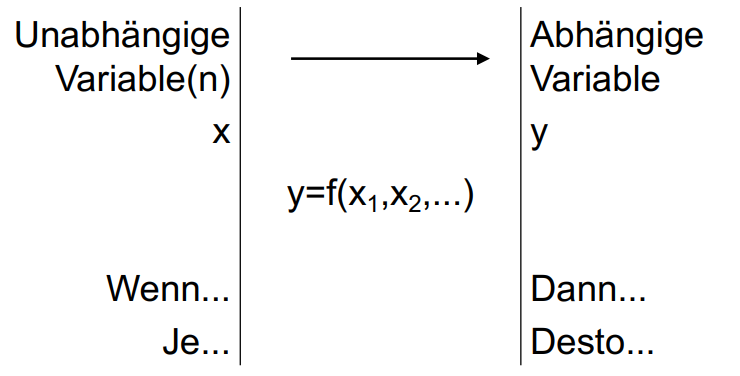 Unabhängige
Variable(n)
x
y=f(x₁,x₂,...)
Wenn...
Je...
Abhängige
Variable
y
Dann...
Desto...